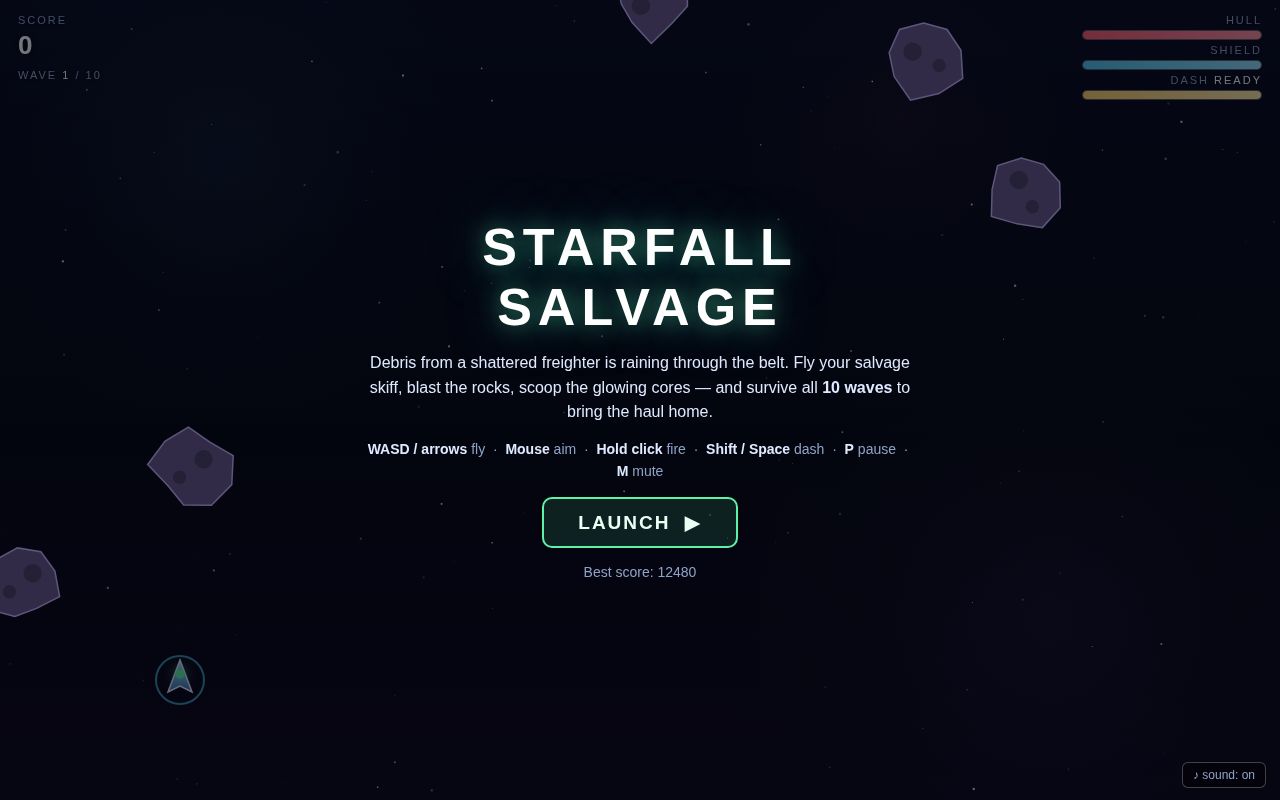 SCORE
0
WAVE 1 / 10
HULL
SHIELD
DASH READY
STARFALL
SALVAGE
Debris from a shattered freighter is raining through the belt. Fly your salvage
skiff, blast the rocks, scoop the glowing cores — and survive all 10 waves to
bring the haul home.
WASD / arrows fly · Mouse aim · Hold click fire · Shift / Space dash · P pause ·
M mute
LAUNCH ▶
Best score: 12480
♪ sound: on